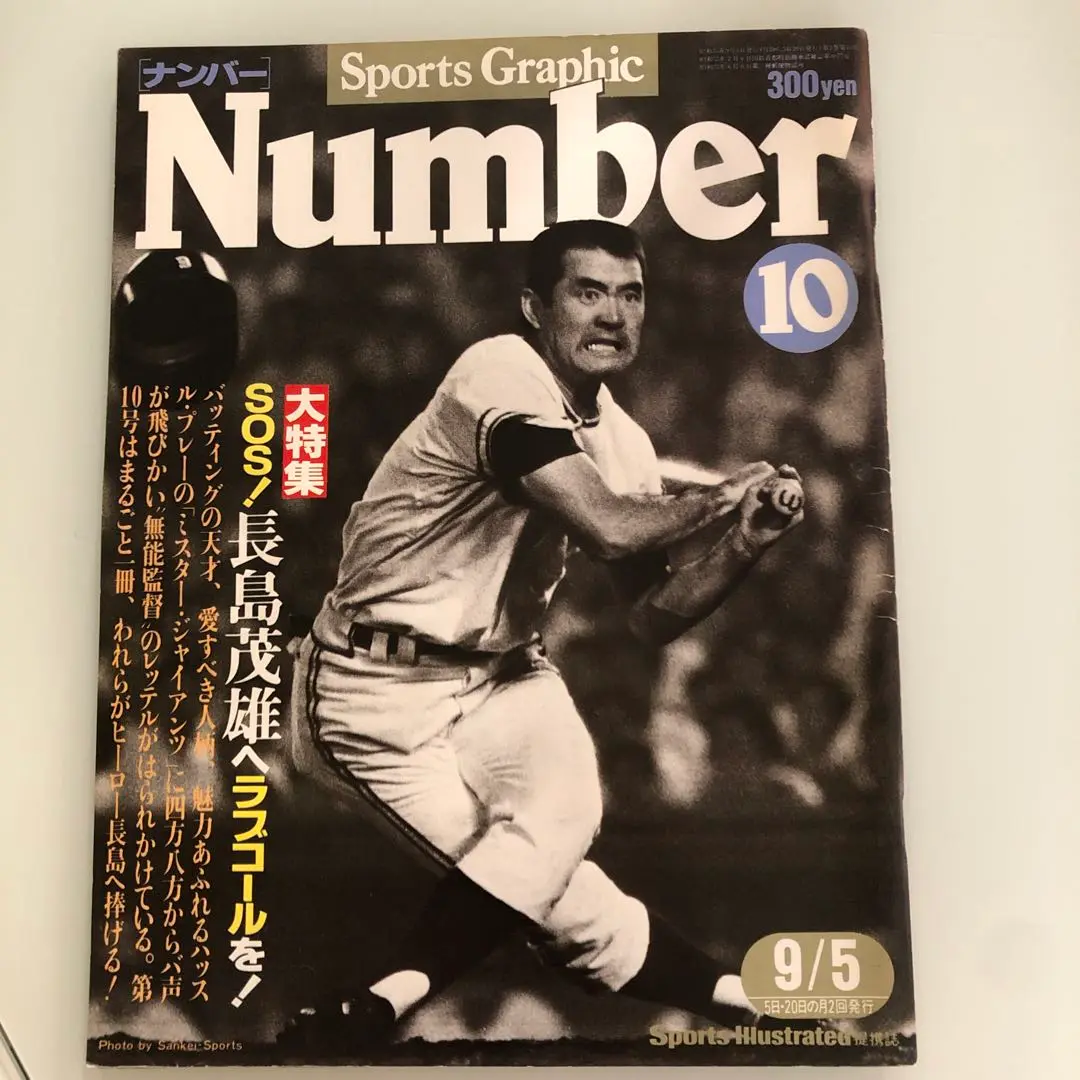 [ナンバー]
Sports Graphic
300yen
Number
10
大特集
SOS!長島茂雄へラブコールを!
バッティングの天才、愛すべき人柄、魅力あふれるハッス
ル・プレーの「ミスター・ジャイアンツ」に四方八方から、バ声
が飛びかい“無能監督”のレッテルがはられかけている。第
10号はまるごと一冊、われらがヒーロー長島へ捧げる!
9/5
5日・20日の月2回発行
Sports Illustrated提携誌
Photo by Sankei-Sports